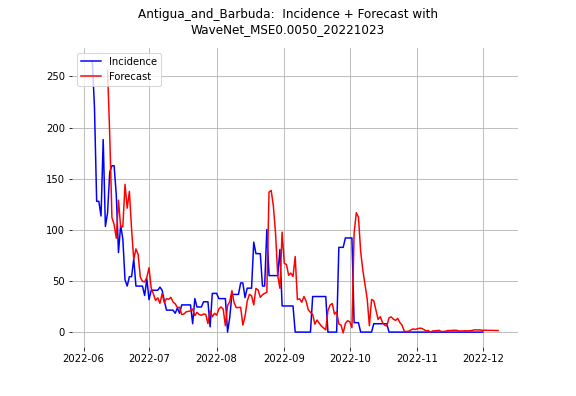 Antigua_and_Barbuda:  Incidence + Forecast with
WaveNet_MSE0.0050_20221023
Incidence
Forecast
250
200
150
100
50
0
2022-06 2022-07 2022-08 2022-09 2022-10 2022-11 2022-12